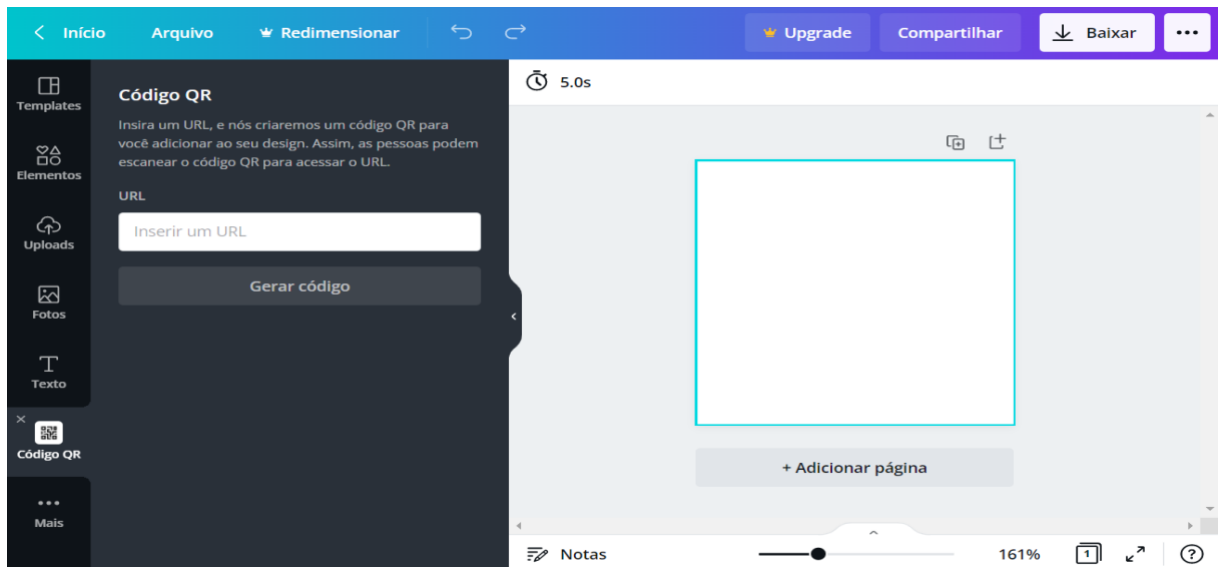 Início Arquivo Redimensionar Upgrade Compartilhar Baixar
5.0s
Templates
Elementos
Uploads
Fotos
Texto
Código QR
Mais
Código QR
Insira um URL, e nós criaremos um código QR para
você adicionar ao seu design. Assim, as pessoas podem
escanear o código QR para acessar o URL.
URL
Inserir um URL
Gerar código
+ Adicionar página
Notas 161% 1 ?